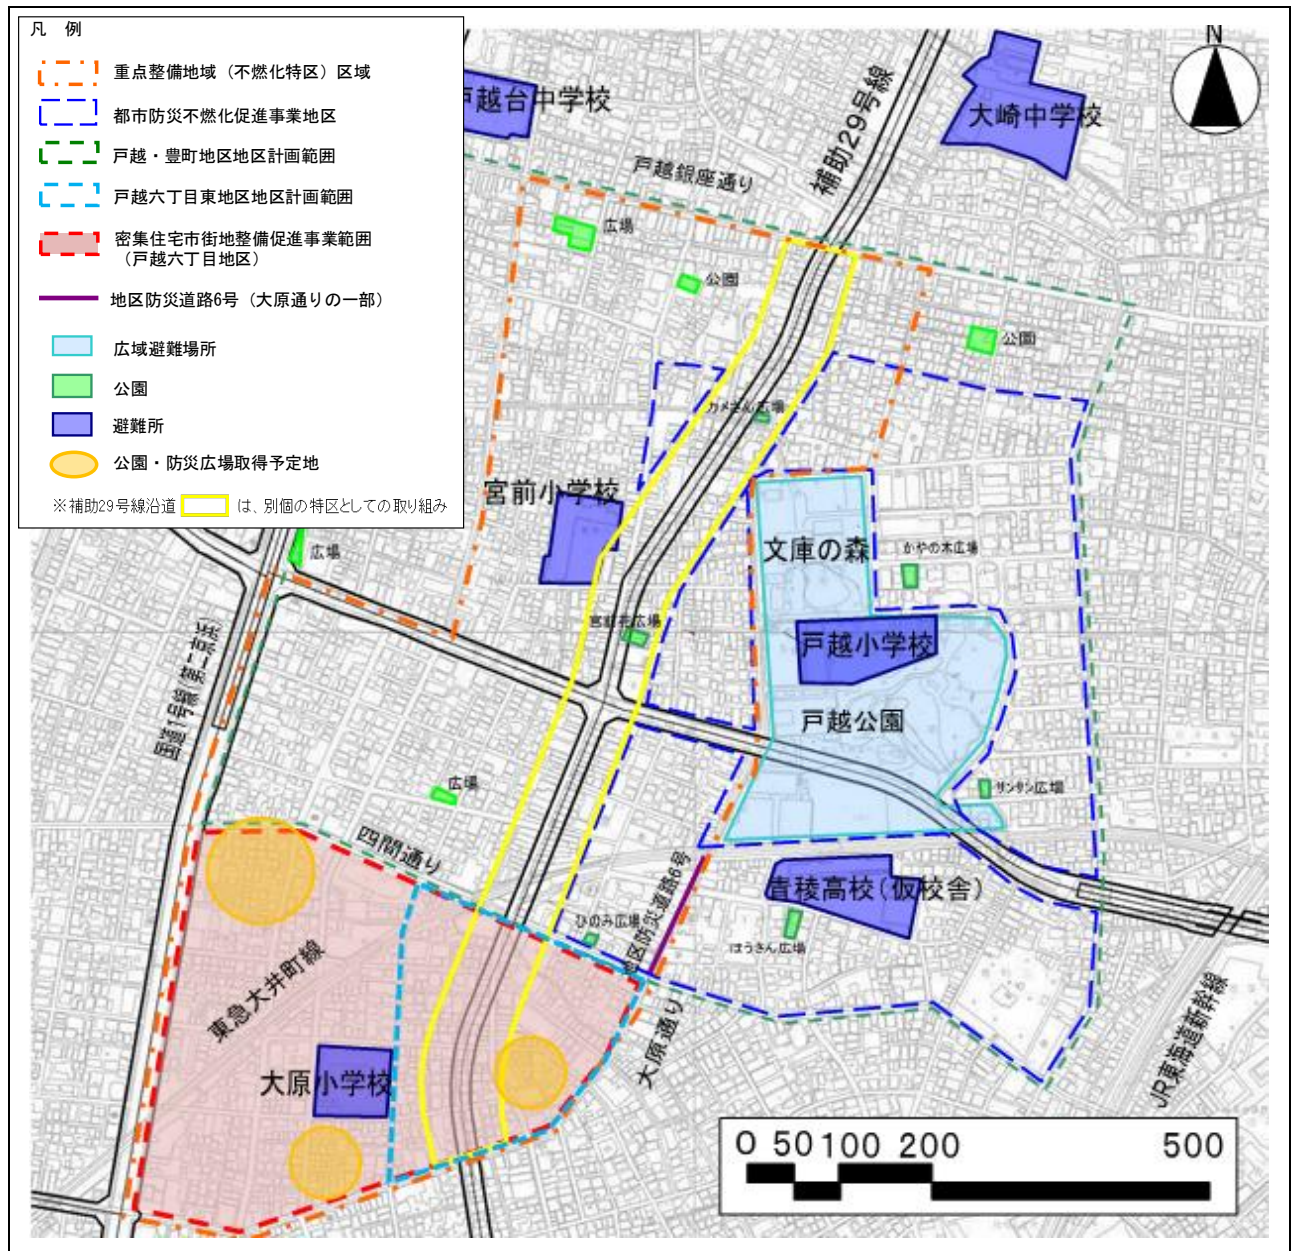 凡 例
重点整備地域（不燃化特区）区域
都市防災不燃化促進事業地区
戸越・豊町地区地区計画範囲
戸越六丁目東地区地区計画範囲
密集住宅市街地整備促進事業範囲
（戸越六丁目地区）
地区防災道路6号（大原通りの一部）
広域避難場所
公園
避難所
公園・防災広場取得予定地
※補助29号線沿道 は、別個の特区としての取り組み
N
戸越台中学校
大崎中学校
補助29号線
戸越銀座通り
広場
公園
公園
カメさん広場
宮前小学校
文庫の森
かやの木広場
広場
宮前花広場
戸越小学校
国道1号線(第二京浜)
戸越公園
広場
サンサン広場
四間通り
地区防災道路6号
青稜高校(仮校舎)
ひのみ広場
ほうさん広場
東急大井町線
大原通り
JR東海道新幹線
大原小学校
0 50 100 200 500